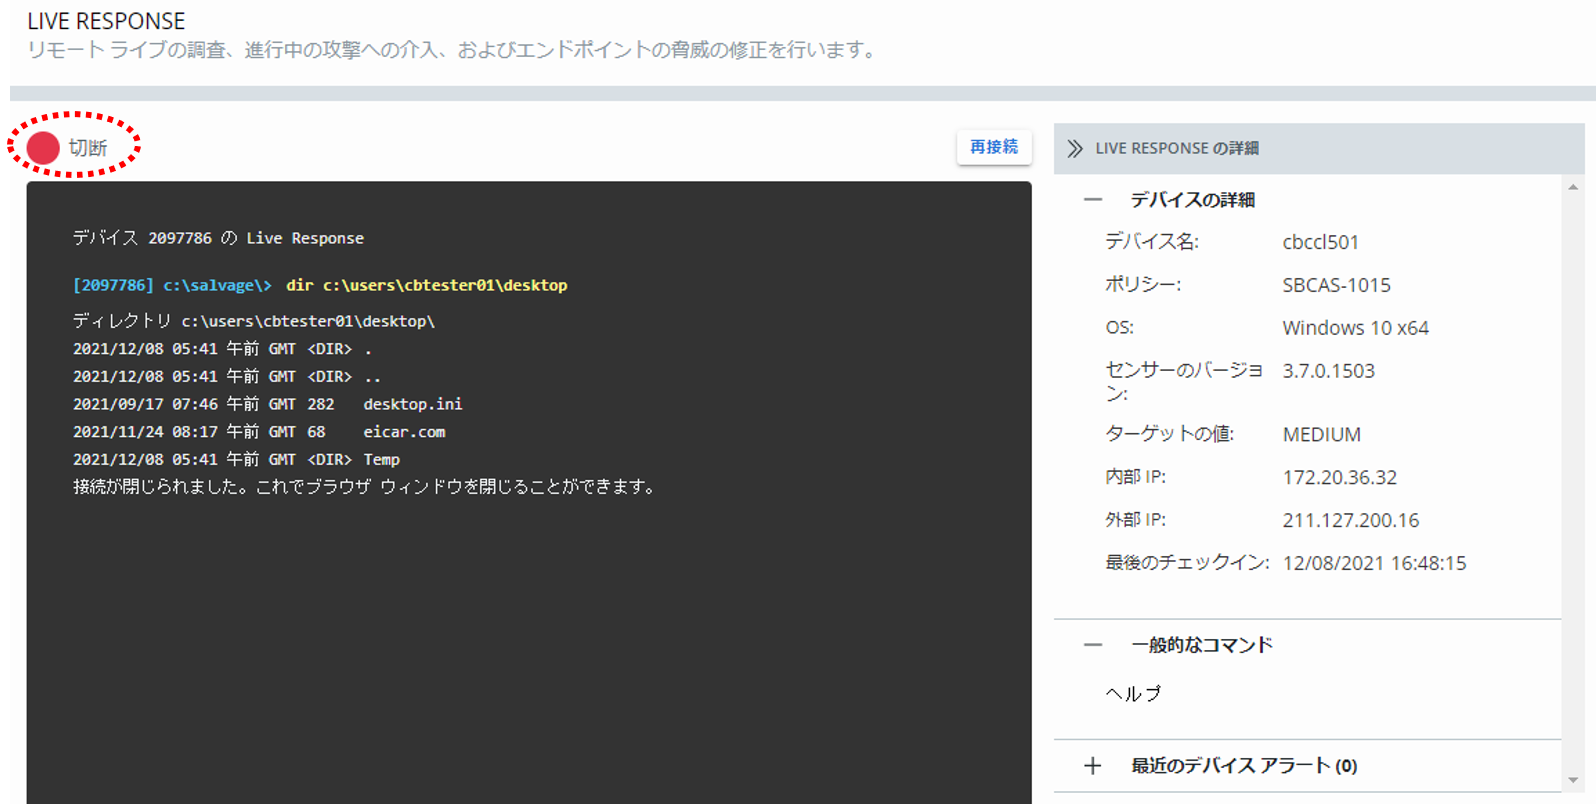 LIVE RESPONSE
リモート ライブの調査、進行中の攻撃への介入、およびエンドポイントの脅威の修正を行います。
切断
再接続
デバイス 2097786 の Live Response
[2097786] c:\salvage\> dir c:\users\cbtester01\desktop
ディレクトリ c:\users\cbtester01\desktop\
2021/12/08 05:41 午前 GMT <DIR> .
2021/12/08 05:41 午前 GMT <DIR> ..
2021/09/17 07:46 午前 GMT 282 desktop.ini
2021/11/24 08:17 午前 GMT 68 eicar.com
2021/12/08 05:41 午前 GMT <DIR> Temp
接続が閉じられました。これでブラウザ ウィンドウを閉じることができます。
LIVE RESPONSE の詳細
デバイスの詳細
デバイス名: cbccl501
ポリシー: SBCAS-1015
OS: Windows 10 x64
センサーのバージョ 3.7.0.1503
ン:
ターゲットの値: MEDIUM
内部 IP: 172.20.36.32
外部 IP: 211.127.200.16
最後のチェックイン: 12/08/2021 16:48:15
一般的なコマンド
ヘルプ
最近のデバイス アラート (0)